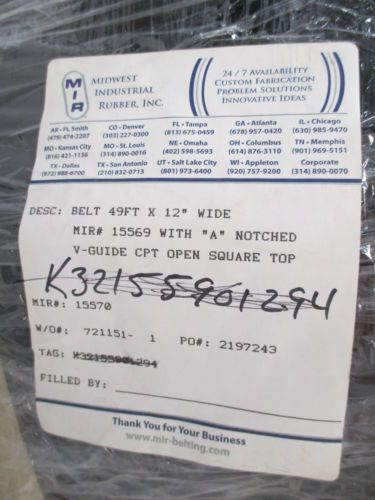 MIR
MIDWEST
INDUSTRIAL
RUBBER, INC.
24 / 7 AVAILABILITY
CUSTOM FABRICATION
PROBLEM SOLUTIONS
INNOVATIVE IDEAS
AR • Ft. Smith
(479) 474-2207
CO • Denver
(303) 227-0300
FL • Tampa
(813) 675-0459
GA • Atlanta
(678) 957-0420
IL • Chicago
(630) 985-9470
MO • Kansas City
(816) 421-1136
MO • St. Louis
(314) 890-0016
NE • Omaha
(402) 598-5693
OH • Columbus
(614) 876-3110
TN • Memphis
(901) 969-5151
TX • Dallas
(972) 988-6700
TX • San Antonio
(210) 832-0713
UT • Salt Lake City
(801) 973-6400
WI • Appleton
(920) 757-9200
Corporate
(314) 890-0070
DESC: BELT 49FT X 12" WIDE
MIR# 15569 WITH "A" NOTCHED
V-GUIDE CPT OPEN SQUARE TOP
K32155901294
MIR#: 15570
W/O#: 721151- 1 PO#: 2197243
TAG: K32155901294
FILLED BY:
Thank You for Your Business
www.mir-belting.com